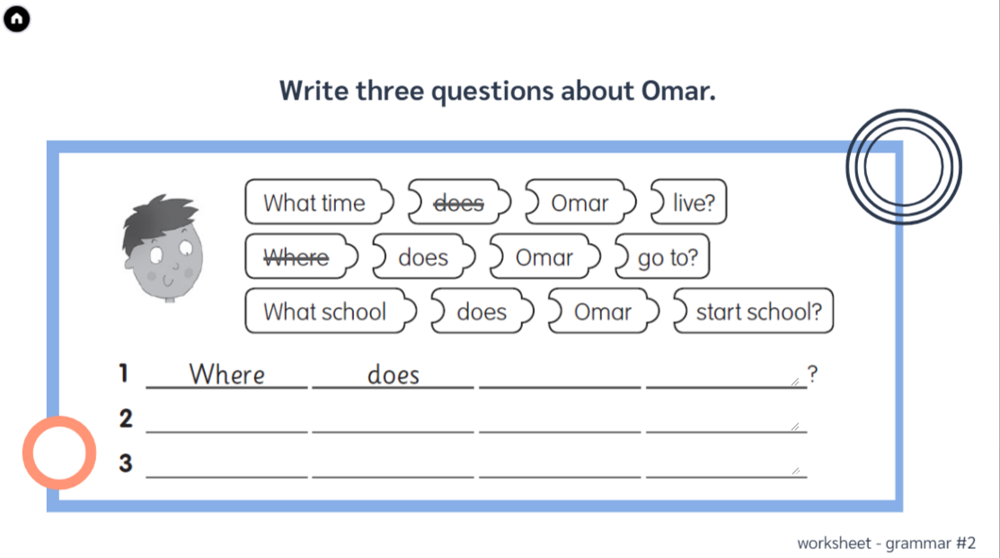 Write three questions about Omar.
What time does Omar live?
Where does Omar go to?
What school does Omar start school?
1 Where does ?
2
3
worksheet - grammar #2